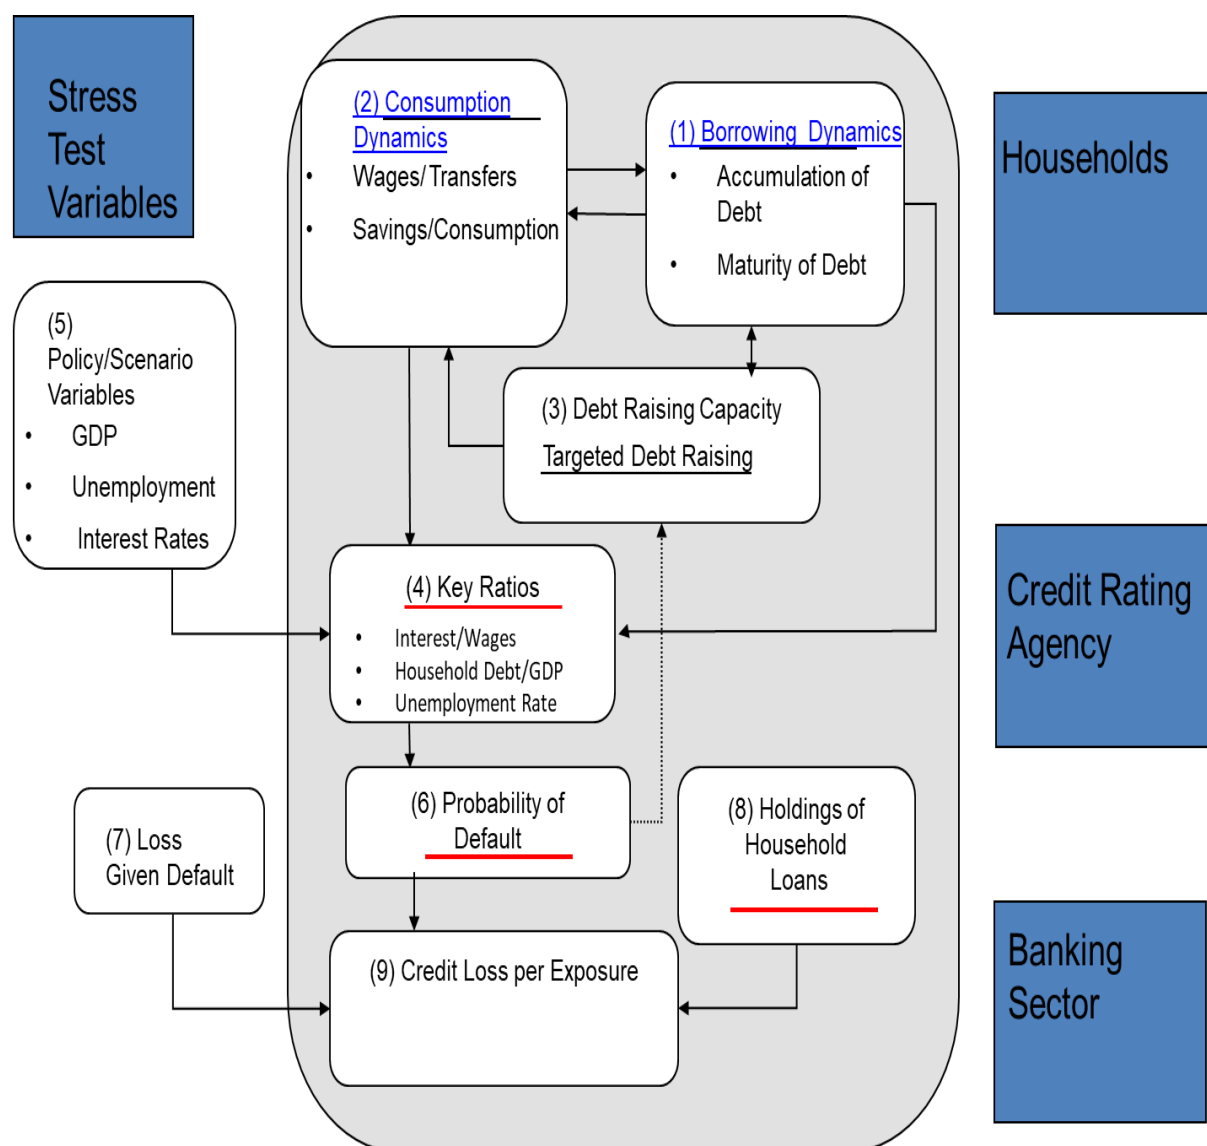 Stress
Test
Variables
(2) Consumption
Dynamics
• Wages/ Transfers
• Savings/Consumption
(1) Borrowing Dynamics
• Accumulation of
Debt
• Maturity of Debt
Households
(5)
Policy/Scenario
Variables
• GDP
• Unemployment
• Interest Rates
(3) Debt Raising Capacity
Targeted Debt Raising
(4) Key Ratios
• Interest/Wages
• Household Debt/GDP
• Unemployment Rate
Credit Rating
Agency
(6) Probability of
Default
(7) Loss
Given Default
(8) Holdings of
Household
Loans
(9) Credit Loss per Exposure
Banking
Sector